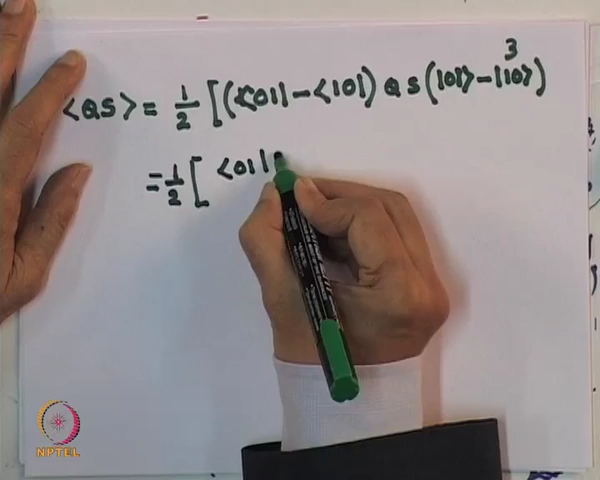 3
<QS> = 1/2 [(<01| - <10|) QS (|01> - |10>)
= 1/2 [ <01|
NPTEL